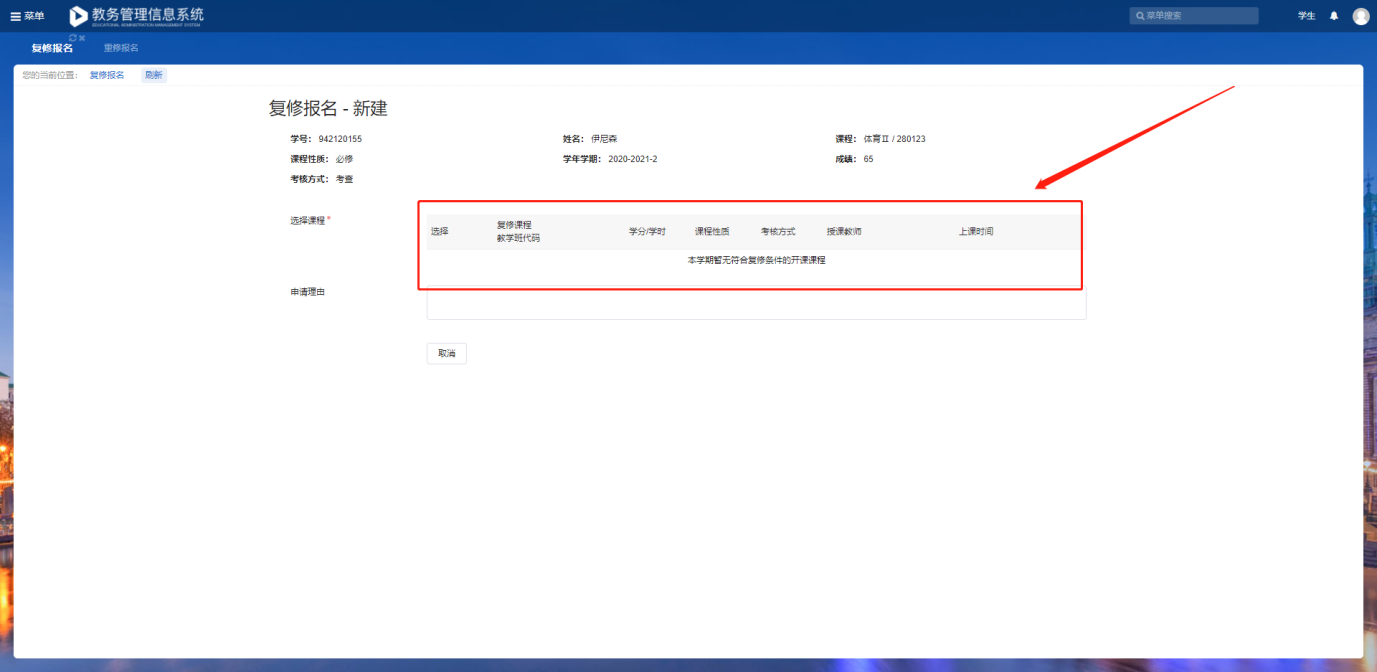 菜单
教务管理信息系统
EDUCATIONAL ADMINISTRATION MANAGEMENT SYSTEM
菜单搜索
学生
复修报名
重修报名
您的当前位置: 复修报名 刷新
复修报名 - 新建
学号: 942120155 姓名: 伊尼森 课程: 体育Ⅱ / 280123
课程性质: 必修 学年学期: 2020-2021-2 成绩: 65
考核方式: 考查
选择课程*
选择 复修课程 学分/学时 课程性质 考核方式 授课教师 上课时间
教学班代码
本学期暂无符合复修条件的开课课程
申请理由
取消